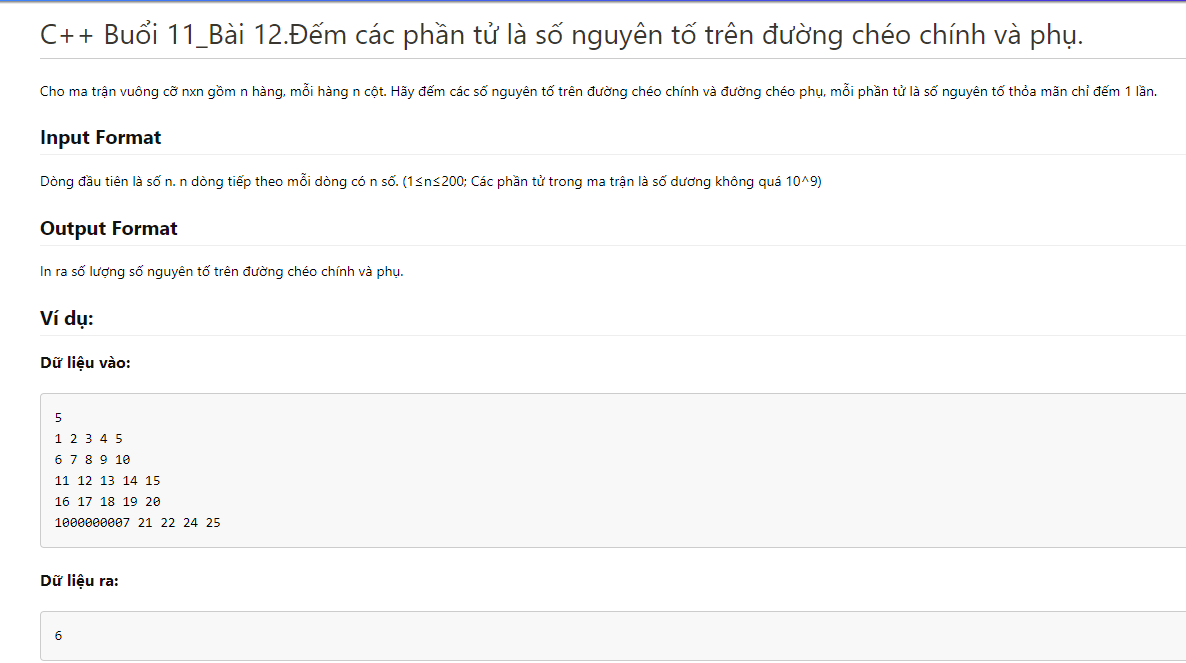 C++ Buổi 11_Bài 12.Đếm các phần tử là số nguyên tố trên đường chéo chính và phụ.
Cho ma trận vuông cỡ nxn gồm n hàng, mỗi hàng n cột. Hãy đếm các số nguyên tố trên đường chéo chính và đường chéo phụ, mỗi phần tử là số nguyên tố thỏa mãn chỉ đếm 1 lần.
Input Format
Dòng đầu tiên là số n. n dòng tiếp theo mỗi dòng có n số. (1≤n≤200; Các phần tử trong ma trận là số dương không quá 10^9)
Output Format
In ra số lượng số nguyên tố trên đường chéo chính và phụ.
Ví dụ:
Dữ liệu vào:
5
1 2 3 4 5
6 7 8 9 10
11 12 13 14 15
16 17 18 19 20
1000000007 21 22 24 25
Dữ liệu ra:
6